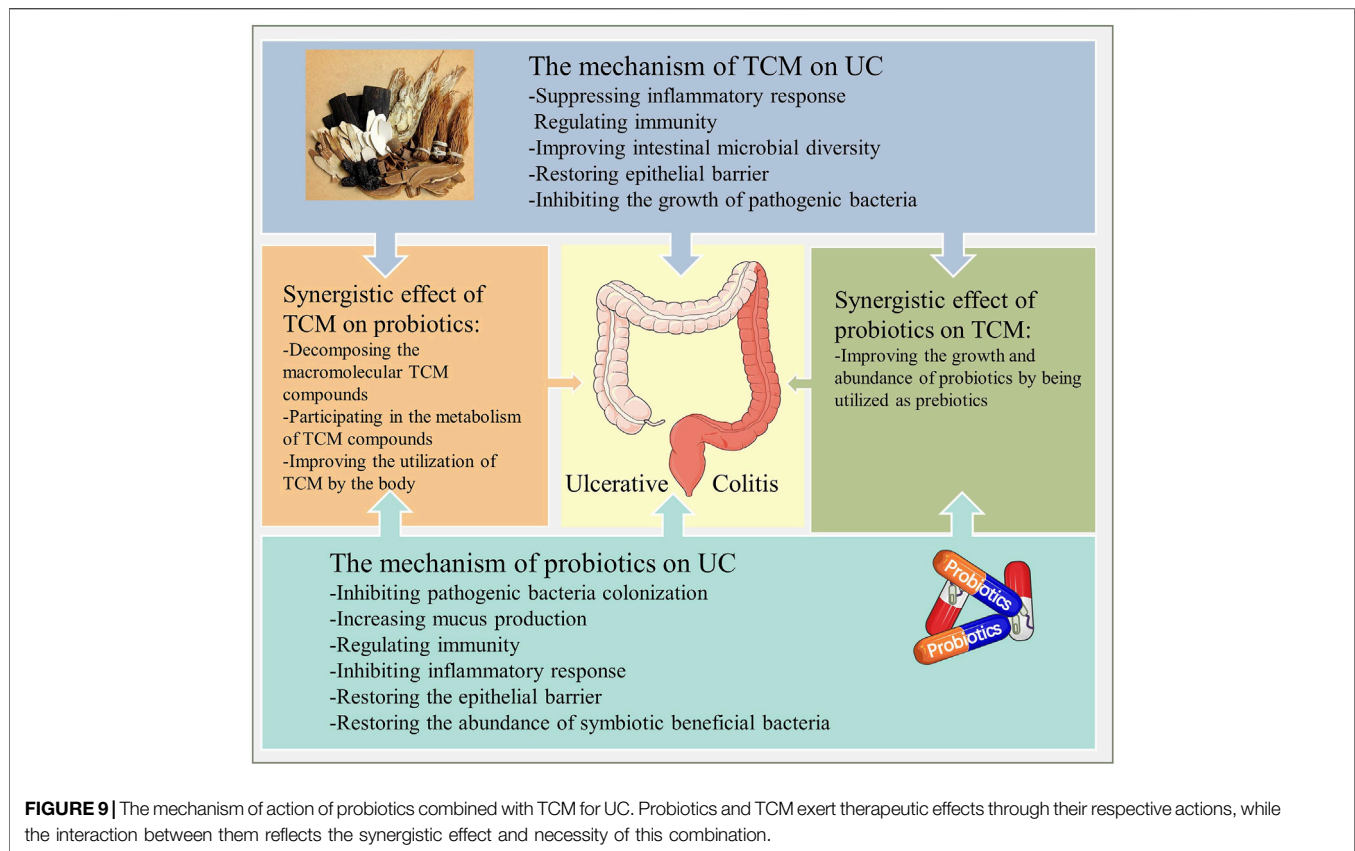 The mechanism of TCM on UC
-Suppressing inflammatory response
Regulating immunity
-Improving intestinal microbial diversity
-Restoring epithelial barrier
-Inhibiting the growth of pathogenic bacteria
Synergistic effect of
TCM on probiotics:
-Decomposing the
macromolecular TCM
compounds
-Participating in the metabolism
of TCM compounds
-Improving the utilization of
TCM by the body
Ulcerative Colitis
Synergistic effect of
probiotics on TCM:
-Improving the growth and
abundance of probiotics by being
utilized as prebiotics
The mechanism of probiotics on UC
-Inhibiting pathogenic bacteria colonization
-Increasing mucus production
-Regulating immunity
-Inhibiting inflammatory response
-Restoring the epithelial barrier
-Restoring the abundance of symbiotic beneficial bacteria
Probiotics
Probiotics
FIGURE 9 | The mechanism of action of probiotics combined with TCM for UC. Probiotics and TCM exert therapeutic effects through their respective actions, while
the interaction between them reflects the synergistic effect and necessity of this combination.